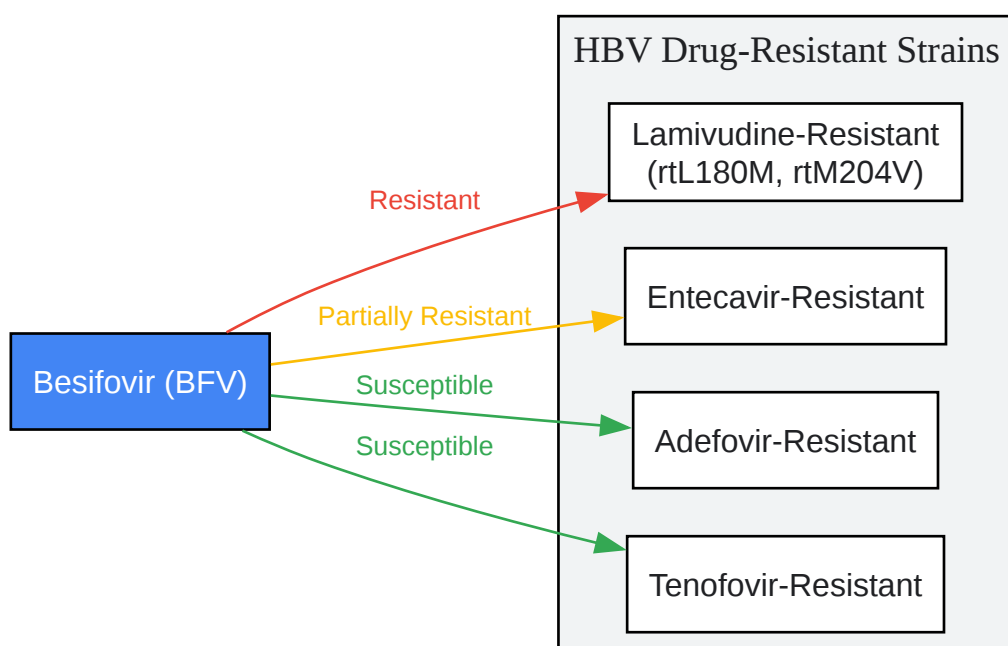 HBV Drug-Resistant Strains
Lamivudine-Resistant
(rtL180M, rtM204V)
Resistant
Entecavir-Resistant
Partially Resistant
Besifovir (BFV)
Susceptible
Adefovir-Resistant
Susceptible
Tenofovir-Resistant